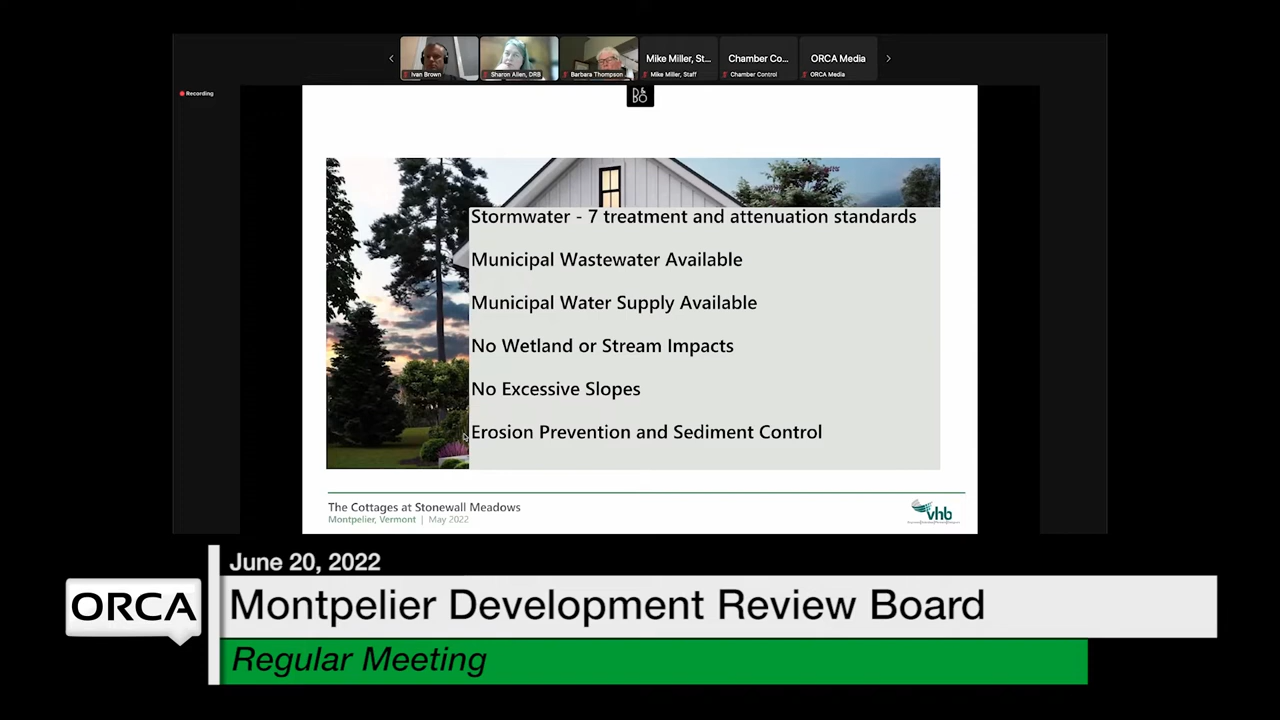 Ivan Brown
Sharon Allen, DRB
Barbara Thompson
Mike Miller, St...
Mike Miller, Staff
Chamber Co...
Chamber Control
ORCA Media
ORCA Media
Recording
D&
BO
Stormwater - 7 treatment and attenuation standards
Municipal Wastewater Available
Municipal Water Supply Available
No Wetland or Stream Impacts
No Excessive Slopes
Erosion Prevention and Sediment Control
The Cottages at Stonewall Meadows
Montpelier, Vermont | May 2022
vhb
June 20, 2022
ORCA
Montpelier Development Review Board
Regular Meeting